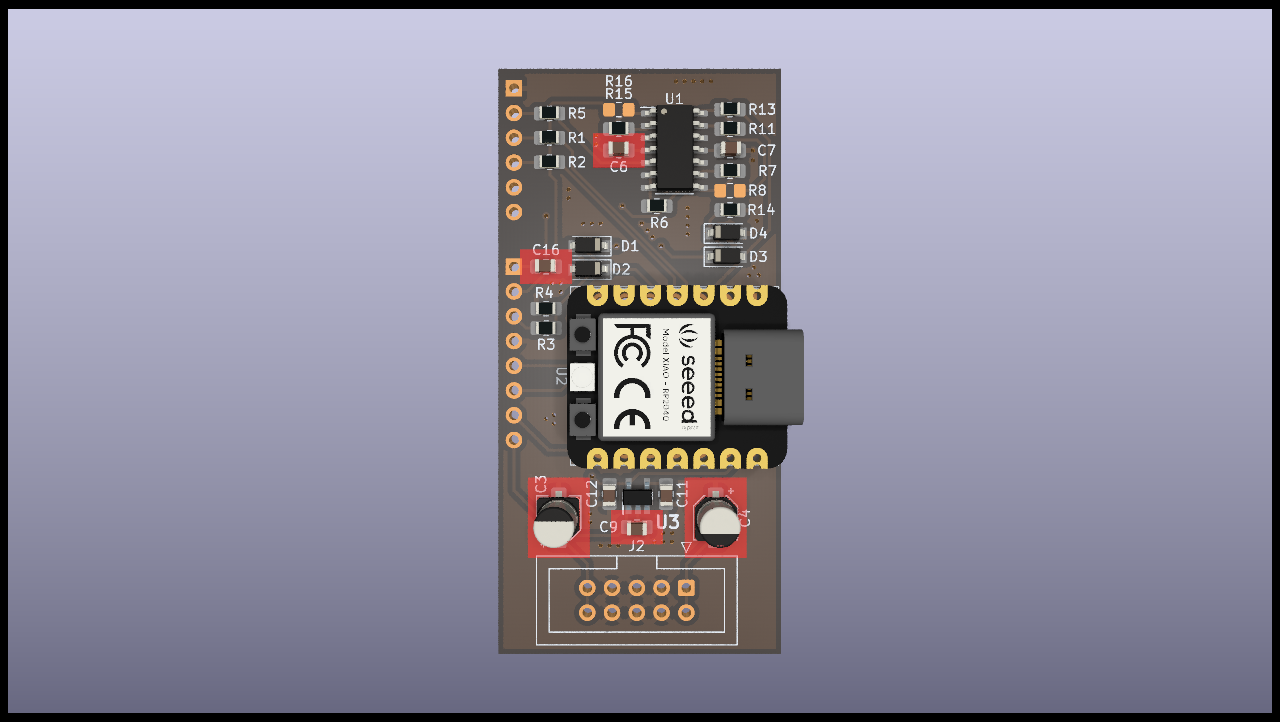 R16
R15
U1
R5
R13
R1
R11
C7
R2
C6
R7
R8
R6
R14
D4
C16
D1
D3
D2
R4
R3
U2
FC CE
Model XIAO-RP2040
seeed
C3
C12
C11
+
C4
C9
U3
J2